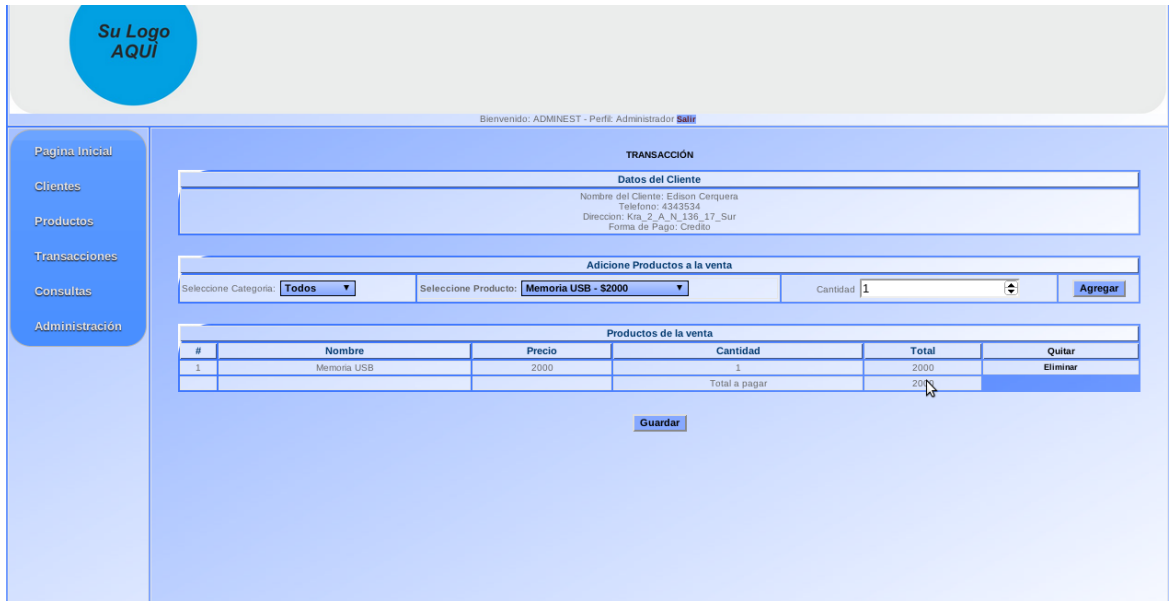 Su Logo
AQUÍ
Bienvenido: ADMINEST - Perfil: Administrador Salir
Pagina Inicial
Clientes
Productos
Transacciones
Consultas
Administración
TRANSACCIÓN
Datos del Cliente
Nombre del Cliente: Edison Cerquera
Telefono: 4343534
Direccion: Kra_2_A_N_136_17_Sur
Forma de Pago: Credito
Adicione Productos a la venta
Seleccione Categoria: Todos Seleccione Producto: Memoria USB - $2000 Cantidad 1 Agregar
Productos de la venta
# Nombre Precio Cantidad Total Quitar
1 Memoria USB 2000 1 2000 Eliminar
Total a pagar 2000
Guardar